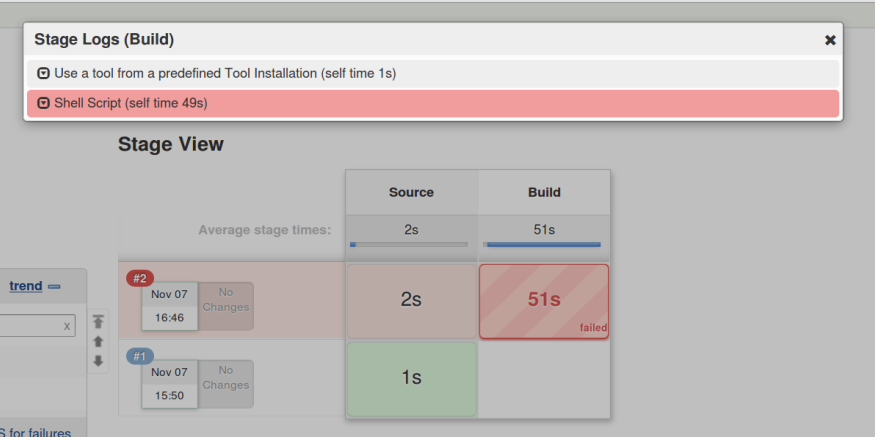 Stage Logs (Build)
Use a tool from a predefined Tool Installation (self time 1s)
Shell Script (self time 49s)
Stage View
Source
Build
Average stage times:
2s
51s
trend
#2
Nov 07
16:46
No
Changes
2s
51s
failed
x
#1
Nov 07
15:50
No
Changes
1s
S for failures